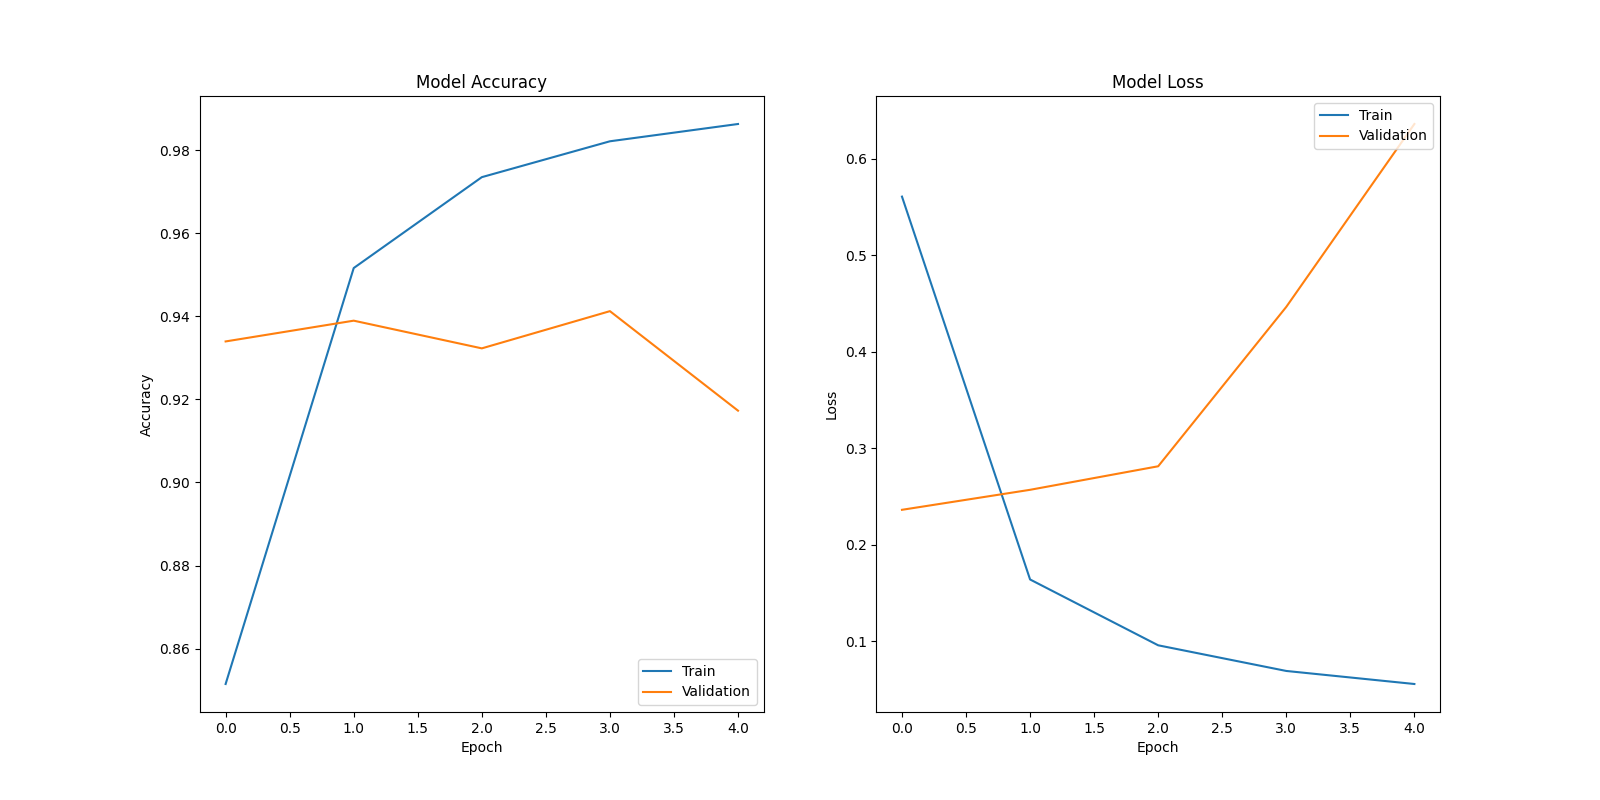 Model Accuracy
Accuracy
0.98
0.96
0.94
0.92
0.90
0.88
0.86
Train
Validation
0.0 0.5 1.0 1.5 2.0 2.5 3.0 3.5 4.0
Epoch
Model Loss
Loss
0.6
0.5
0.4
0.3
0.2
0.1
Train
Validation
0.0 0.5 1.0 1.5 2.0 2.5 3.0 3.5 4.0
Epoch